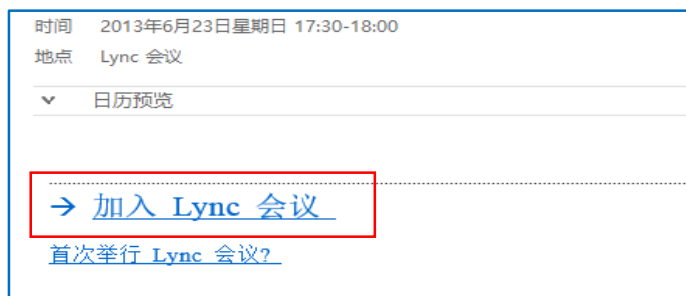 时间 2013年6月23日星期日 17:30-18:00
地点 Lync 会议
日历预览
→ 加入 Lync 会议
首次举行 Lync 会议?